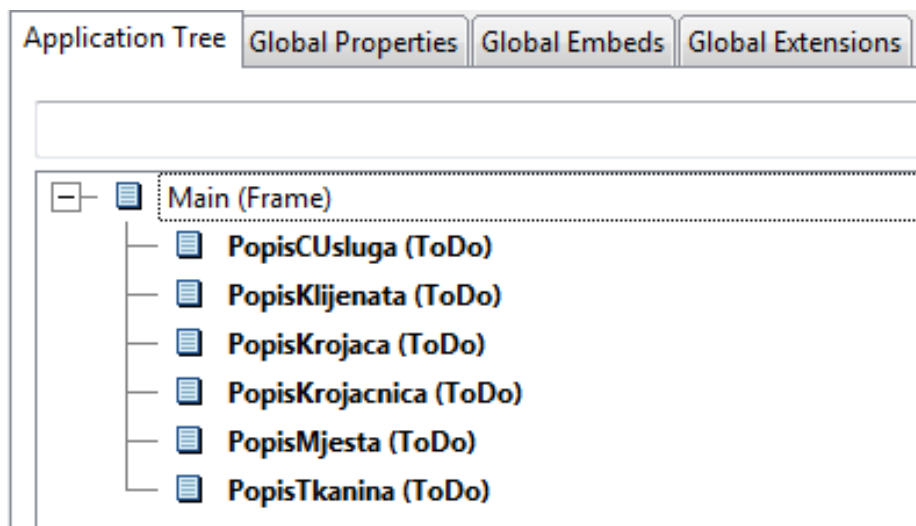 Application Tree Global Properties Global Embeds Global Extensions
Main (Frame)
PopisCUsluga (ToDo)
PopisKlijenata (ToDo)
PopisKrojaca (ToDo)
PopisKrojacnica (ToDo)
PopisMjesta (ToDo)
PopisTkanina (ToDo)